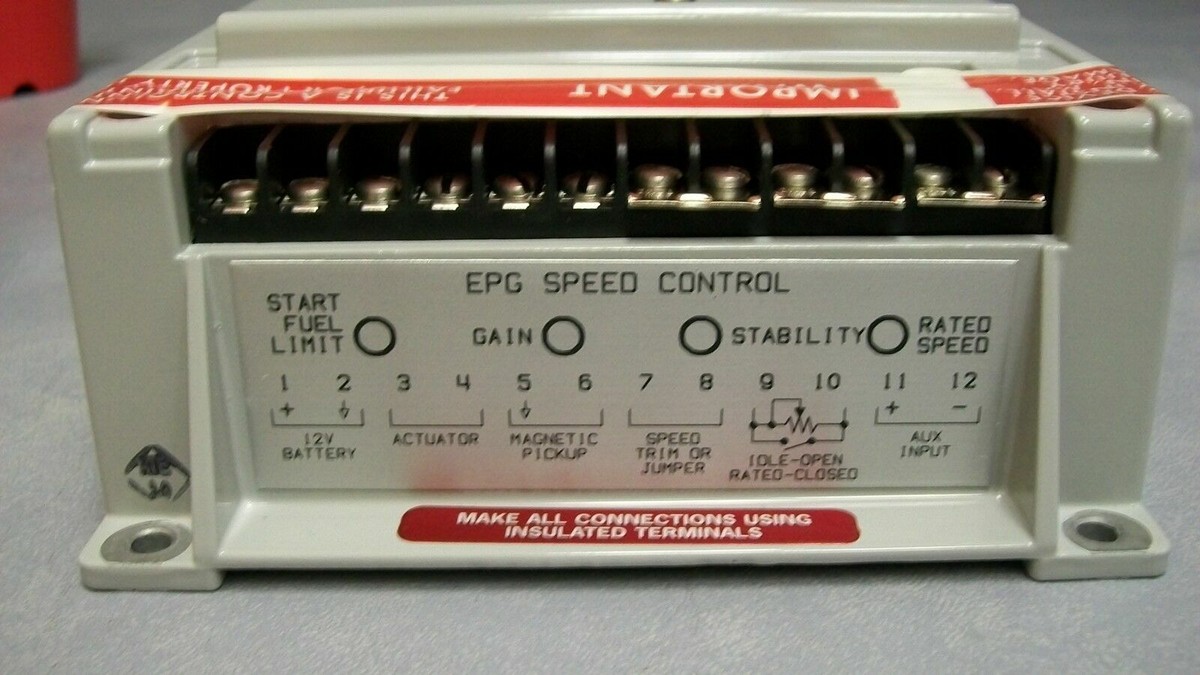 IMPORTANT
THIS IS A
EPG SPEED CONTROL
START
FUEL
LIMIT
GAIN
STABILITY
RATED
SPEED
1 2 3 4 5 6 7 8 9 10 11 12
+ - 
12V
BATTERY
ACTUATOR
MAGNETIC
PICKUP
SPEED
TRIM OR
JUMPER
IDLE-OPEN
RATED-CLOSED
+ −
AUX
INPUT
MAKE ALL CONNECTIONS USING
INSULATED TERMINALS